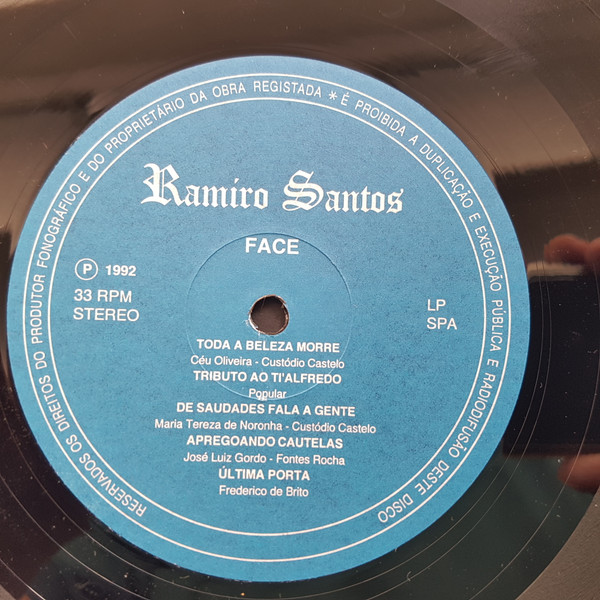 RESERVADOS OS DIREITOS DO PRODUTOR FONOGRÁFICO E DO PROPRIETÁRIO DA OBRA REGISTADA * É PROIBIDA A DUPLICAÇÃO E EXECUÇÃO PÚBLICA E RADIODIFUSÃO DESTE DISCO
Ramiro Santos
FACE
P 1992
33 RPM
STEREO
LP
SPA
TODA A BELEZA MORRE
Céu Oliveira - Custódio Castelo
TRIBUTO AO TI'ALFREDO
Popular
DE SAUDADES FALA A GENTE
Maria Tereza de Noronha - Custódio Castelo
APREGOANDO CAUTELAS
José Luiz Gordo - Fontes Rocha
ÚLTIMA PORTA
Frederico de Brito